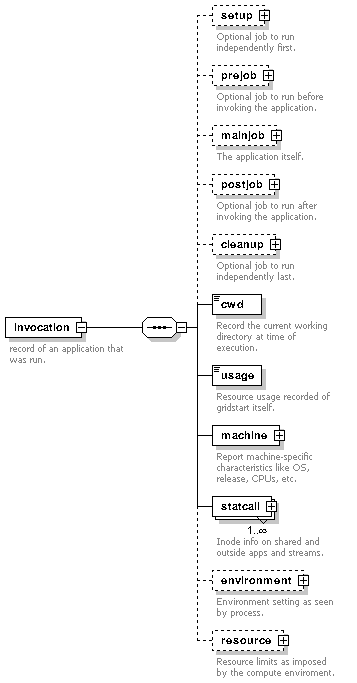 setup
Optional job to run
independently first.
prejob
Optional job to run before
invoking the application.
mainjob
The application itself.
postjob
Optional job to run after
invoking the application.
cleanup
Optional job to run
independently last.
invocation
record of an application that
was run.
cwd
Record the current working
directory at time of
execution.
usage
Resource usage recorded of
gridstart itself.
machine
Report machine-specific
characteristics like OS,
release, CPUs, etc.
statcall
1..∞
Inode info on shared and
outside apps and streams.
environment
Environment setting as seen
by process.
resource
Resource limits as imposed
by the compute enviroment.